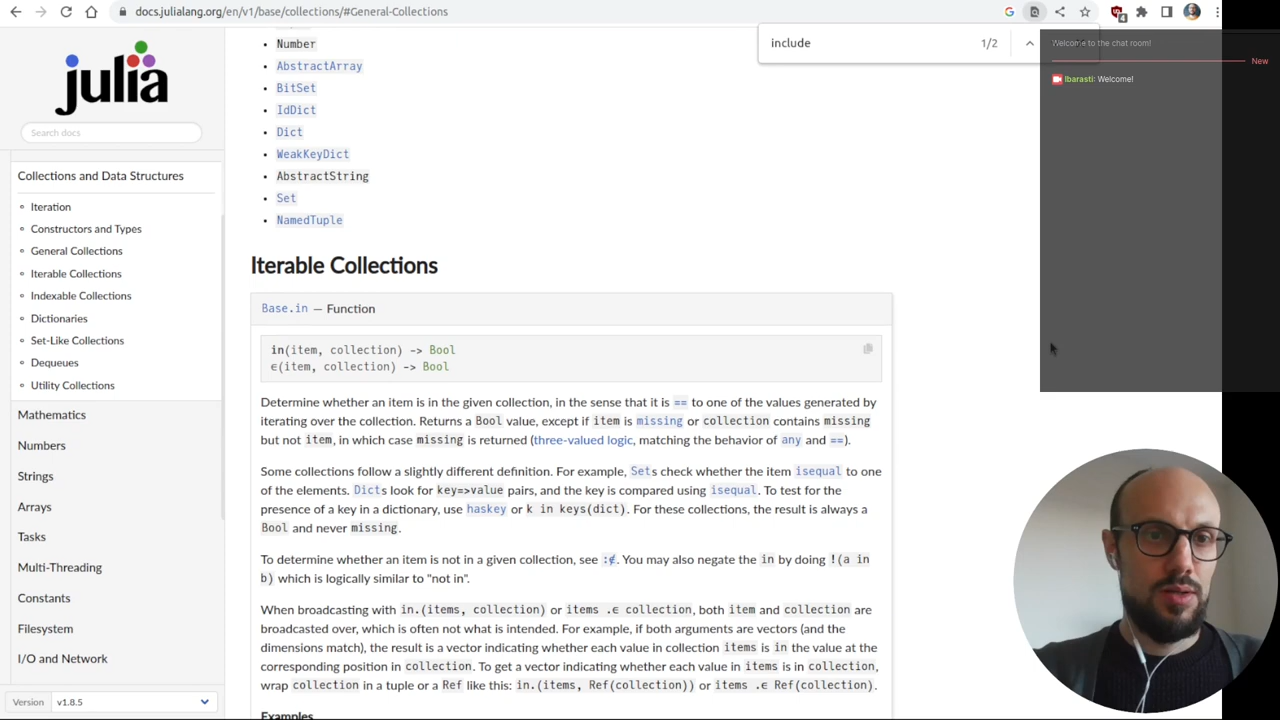 docs.julialang.org/en/v1/base/collections/#General-Collections
4
include
1/2
Welcome to the chat room!
New
lbarasti: Welcome!
julia
Search docs
Collections and Data Structures
Iteration
Constructors and Types
General Collections
Iterable Collections
Indexable Collections
Dictionaries
Set-Like Collections
Dequeues
Utility Collections
Mathematics
Numbers
Strings
Arrays
Tasks
Multi-Threading
Constants
Filesystem
I/O and Network
Version
v1.8.5
Number
AbstractArray
BitSet
IdDict
Dict
WeakKeyDict
AbstractString
Set
NamedTuple
Iterable Collections
Base.in — Function
in(item, collection) -> Bool
∈(item, collection) -> Bool
Determine whether an item is in the given collection, in the sense that it is == to one of the values generated by
iterating over the collection. Returns a Bool value, except if item is missing or collection contains missing
but not item, in which case missing is returned (three-valued logic, matching the behavior of any and ==).
Some collections follow a slightly different definition. For example, Sets check whether the item isequal to one
of the elements. Dicts look for key=>value pairs, and the key is compared using isequal. To test for the
presence of a key in a dictionary, use haskey or k in keys(dict). For these collections, the result is always a
Bool and never missing.
To determine whether an item is not in a given collection, see :∉. You may also negate the in by doing !(a in
b) which is logically similar to "not in".
When broadcasting with in.(items, collection) or items .∈ collection, both item and collection are
broadcasted over, which is often not what is intended. For example, if both arguments are vectors (and the
dimensions match), the result is a vector indicating whether each value in collection items is in the value at the
corresponding position in collection. To get a vector indicating whether each value in items is in collection,
wrap collection in a tuple or a Ref like this: in.(items, Ref(collection)) or items .∈ Ref(collection).
Examples